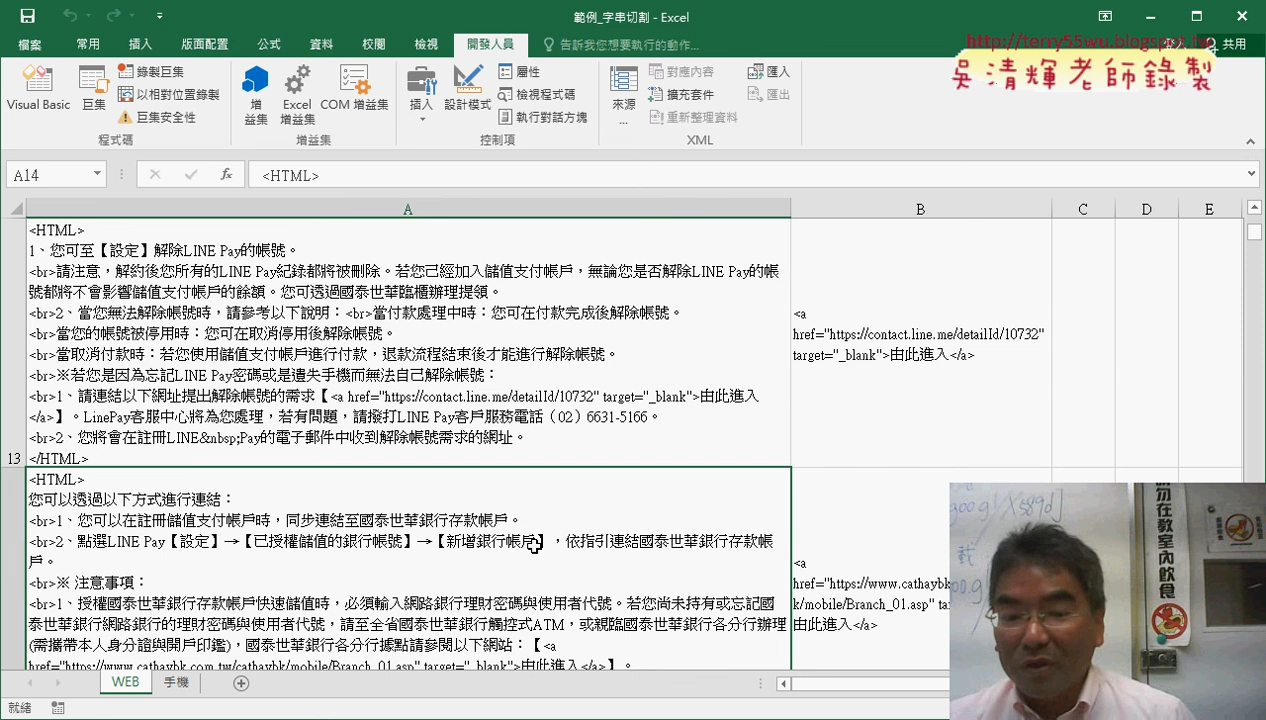 範例_字串切割 - Excel
http://terry55wu.blogspot.tw
吳清輝老師錄製
檔案 常用 插入 版面配置 公式 資料 校閱 檢視 開發人員 告訴我您想要執行的動作... 共用
Visual Basic 巨集 錄製巨集 以相對位置錄製 巨集安全性
增益集 Excel 增益集 COM 增益集
插入 設計模式 屬性 檢視程式碼 執行對話方塊
來源 ... 對應內容 擴充套件 重新整理資料 匯入 匯出
程式碼 增益集 控制項 XML
A14 fx <HTML>
A B C D E
<HTML>
1、您可至【設定】解除LINE Pay的帳號。
<br>請注意，解約後您所有的LINE Pay紀錄都將被刪除。若您已經加入儲值支付帳戶，無論您是否解除LINE Pay的帳
號都將不會影響儲值支付帳戶的餘額。您可透過國泰世華臨櫃辦理提領。
<br>2、當您無法解除帳號時，請參考以下說明：<br>當付款處理中時：您可在付款完成後解除帳號。
<br>當您的帳號被停用時：您可在取消停用後解除帳號。
<br>當取消付款時：若您使用儲值支付帳戶進行付款，退款流程結束後才能進行解除帳號。
<br>※若您是因為忘記LINE Pay密碼或是遺失手機而無法自己解除帳號：
<br>1、請連結以下網址提出解除帳號的需求【<a href="https://contact.line.me/detailId/10732" target="_blank">由此進入
</a>】。LinePay客服中心將為您處理，若有問題，請撥打LINE Pay客戶服務電話（02）6631-5166。
<br>2、您將會在註冊LINE&nbsp;Pay的電子郵件中收到解除帳號需求的網址。
13 </HTML>
<a
href="https://contact.line.me/detailId/10732"
target="_blank">由此進入</a>
<HTML>
您可以透過以下方式進行連結：
<br>1、您可以在註冊儲值支付帳戶時，同步連結至國泰世華銀行存款帳戶。
<br>2、點選LINE Pay【設定】→【已授權儲值的銀行帳號】→【新增銀行帳戶】，依指引連結國泰世華銀行存款帳
戶。
<br>※ 注意事項：
<br>1、授權國泰世華銀行存款帳戶快速儲值時，必須輸入網路銀行理財密碼與使用者代號。若您尚未持有或忘記國
泰世華銀行網路銀行的理財密碼與使用者代號，請至全省國泰世華銀行觸控式ATM，或親臨國泰世華銀行各分行辦理
(需攜帶本人身分證與開戶印鑑)，國泰世華銀行各分行據點請參閱以下網站：【<a
href="https://www.cathaybk.com.tw/cathaybk/mobile/Branch_01.asp" target="_blank">由此進入</a>】。
<a
href="https://www.cathaybk
k/mobile/Branch_01.asp" tar
由此進入</a>
勿在教室內飲食
WEB 手機
就緒